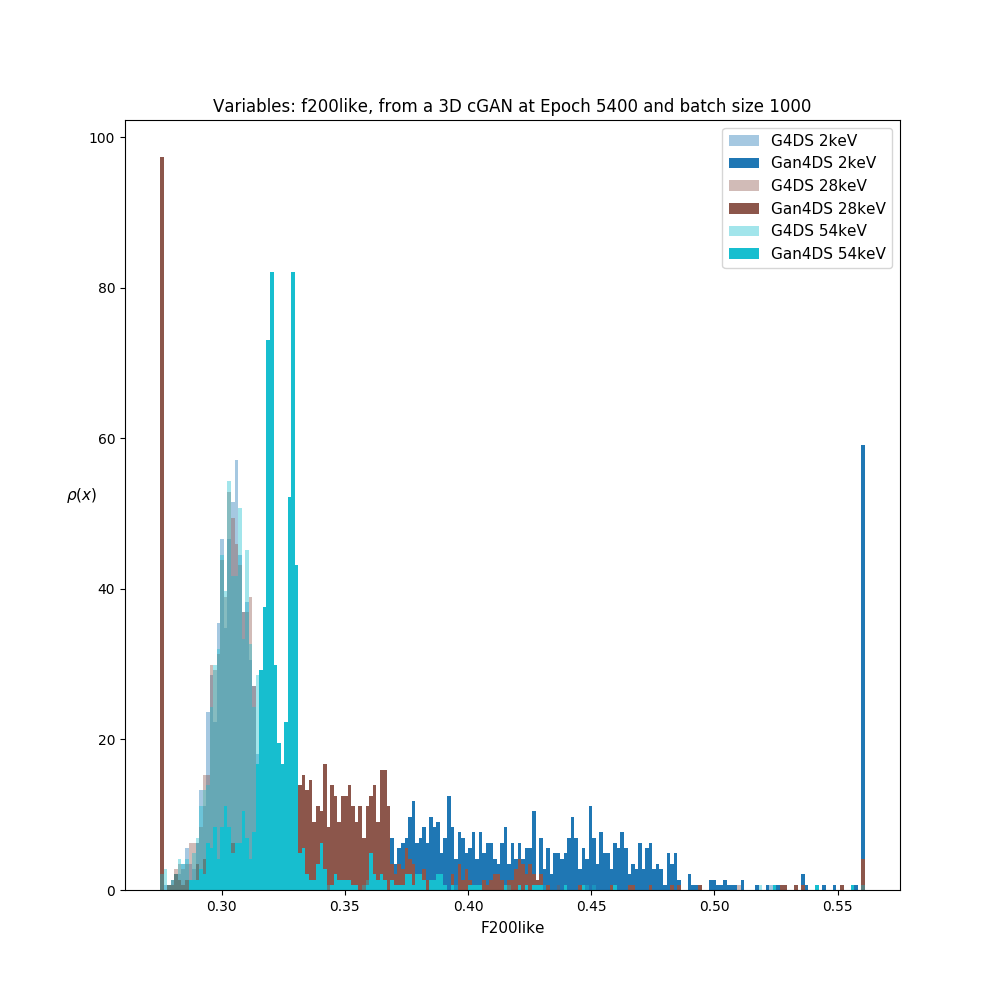 Variables: f200like, from a 3D cGAN at Epoch 5400 and batch size 1000
G4DS 2keV
Gan4DS 2keV
G4DS 28keV
Gan4DS 28keV
G4DS 54keV
Gan4DS 54keV
100
80
60
40
20
0
ρ(x)
0.30 0.35 0.40 0.45 0.50 0.55
F200like